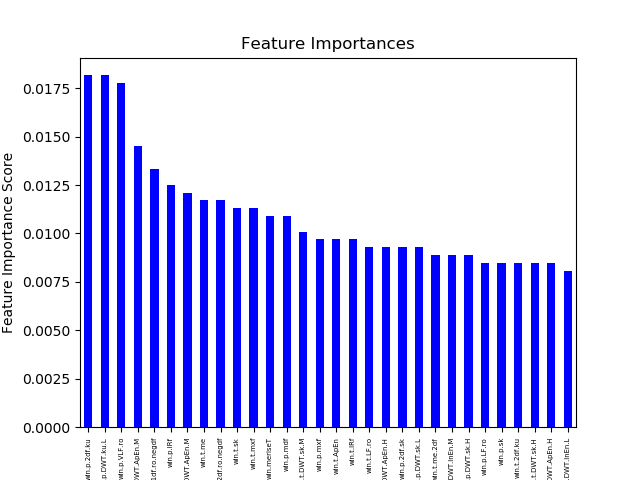 Feature Importances
Feature Importance Score
0.0175
0.0150
0.0125
0.0100
0.0075
0.0050
0.0025
0.0000
win.p.2df.ku
.p.DWT.ku.L
win.p.VLF.ro
DWT.ApEn.M
1df.ro.negdf
win.p.IRf
DWT.ApEn.M
win.t.me
2df.ro.negdf
win.t.sk
win.t.mxf
win.meriseT
win.p.mdf
.t.DWT.sk.M
win.p.mxf
win.t.ApEn
win.t.IRf
win.t.LF.ro
DWT.ApEn.H
win.p.2df.sk
.p.DWT.sk.L
win.t.me.2df
.DWT.InEn.M
.p.DWT.sk.H
win.p.LF.ro
win.p.sk
win.t.2df.ku
.t.DWT.sk.H
DWT.ApEn.H
.DWT.InEn.L